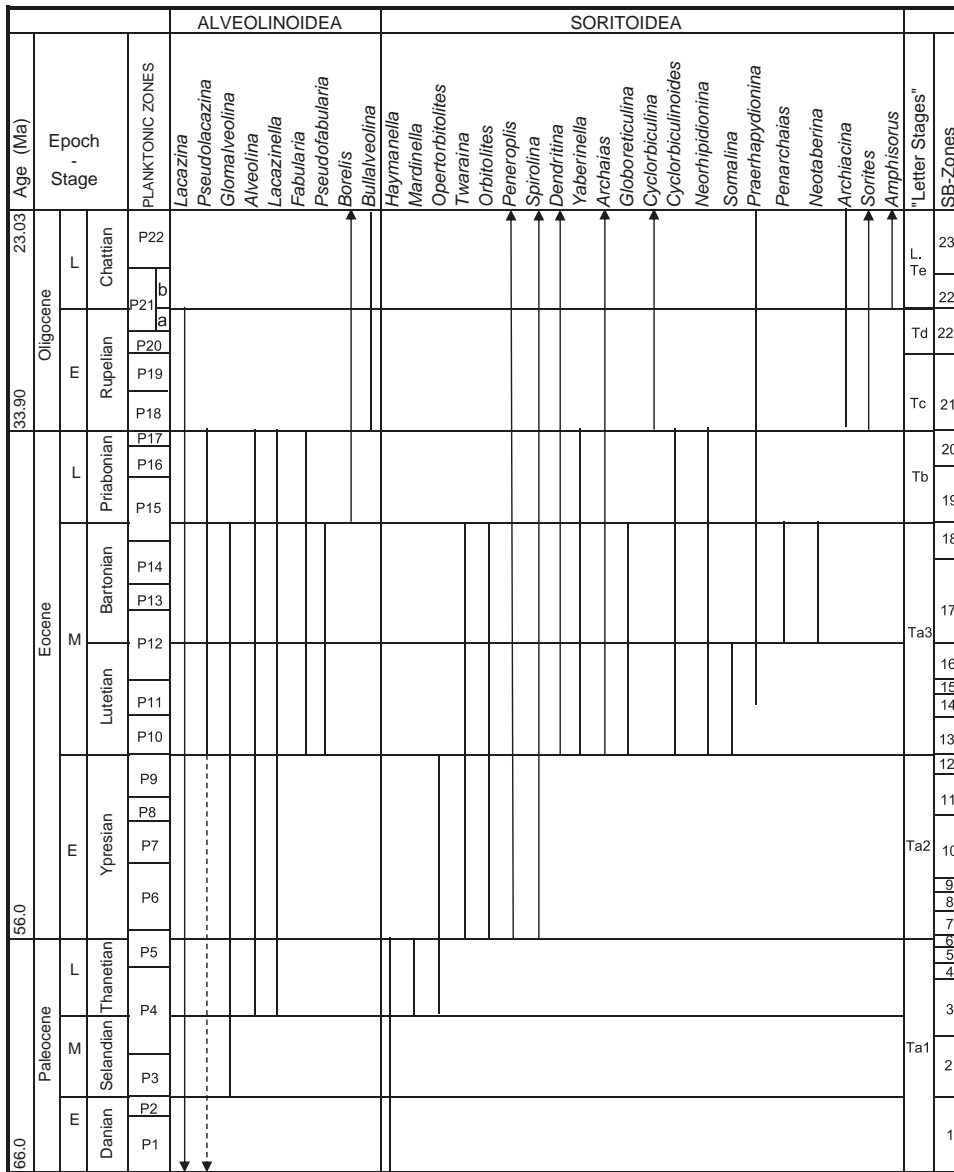 ALVEOLINOIDEA SORITOIDEA
Age (Ma)
Epoch
-
Stage
PLANKTONIC ZONES
Lacazina
Pseudolacazina
Glomalveolina
Alveolina
Lacazinella
Fabularia
Pseudofabularia
Borelis
Bullalveolina
Haymanella
Mardinella
Opertorbitolites
Twaraina
Orbitolites
Peneroplis
Spirolina
Dendritina
Yaberinella
Archaias
Globoreticulina
Cyclorbiculina
Cyclorbiculinoides
Neorhipidionina
Somalina
Praerhapydionina
Penarchaias
Neotaberina
Archiacina
Sorites
Amphisorus
"Letter Stages"
SB-Zones
23.03
33.90
56.0
66.0
Oligocene
Eocene
Paleocene
L
E
L
M
E
L
M
E
Chattian
Rupelian
Priabonian
Bartonian
Lutetian
Ypresian
Thanetian
Selandian
Danian
P22
P21
b
a
P20
P19
P18
P17
P16
P15
P14
P13
P12
P11
P10
P9
P8
P7
P6
P5
P4
P3
P2
P1
L.
Te
Td
Tc
Tb
Ta3
Ta2
Ta1
23
22
22
21
20
19
18
17
16
15
14
13
12
11
10
9
8
7
6
5
4
3
2
1